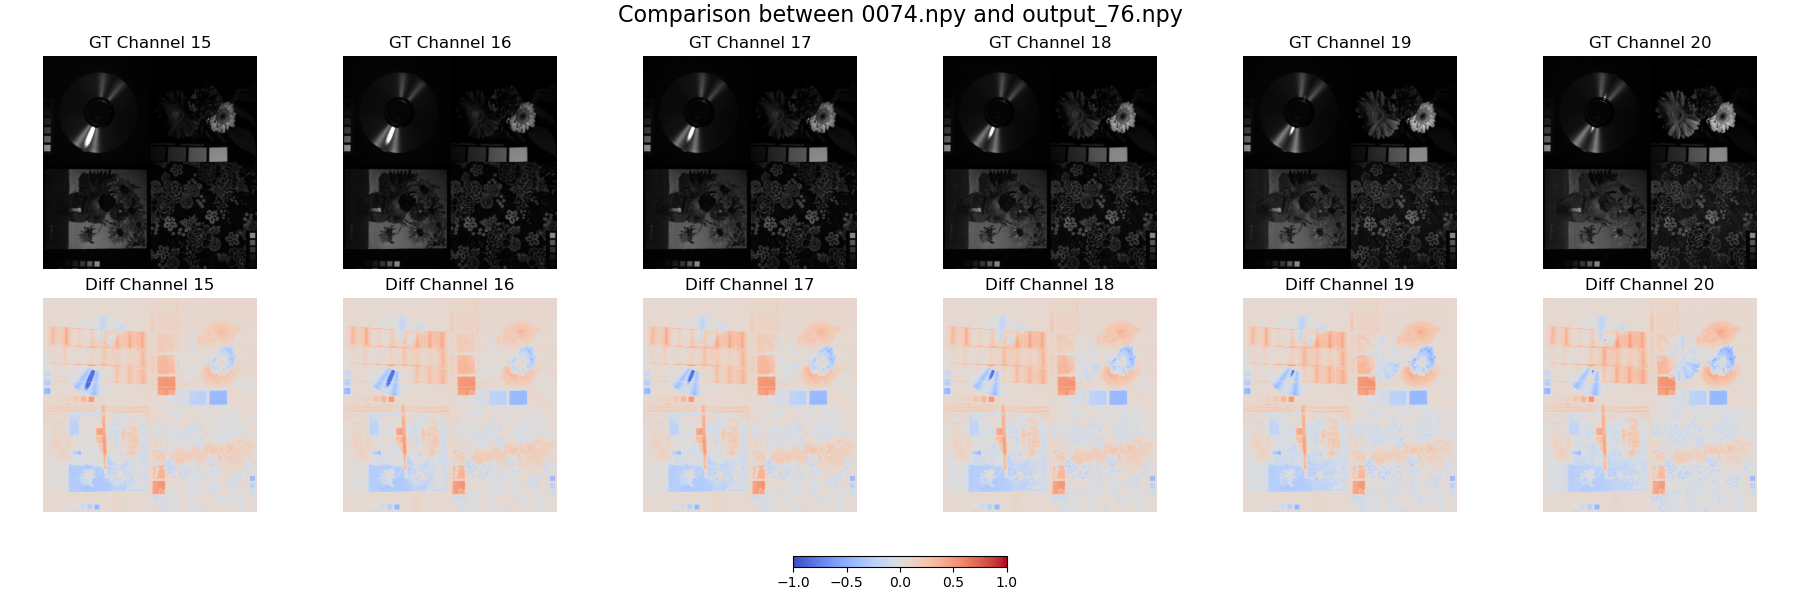 Comparison between 0074.npy and output_76.npy
GT Channel 15
GT Channel 16
GT Channel 17
GT Channel 18
GT Channel 19
GT Channel 20
Diff Channel 15
Diff Channel 16
Diff Channel 17
Diff Channel 18
Diff Channel 19
Diff Channel 20
−1.0 −0.5 0.0 0.5 1.0